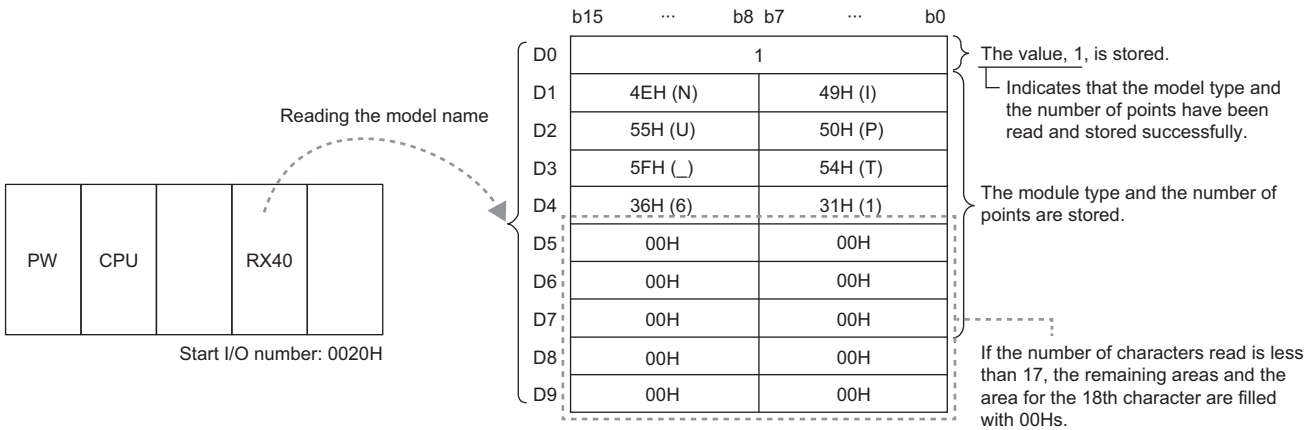 b15 ... b8 b7 ... b0
D0 1
The value, 1, is stored.
Indicates that the model type and
the number of points have been
read and stored successfully.
D1 4EH (N) 49H (I)
D2 55H (U) 50H (P)
D3 5FH (_) 54H (T)
D4 36H (6) 31H (1)
D5 00H 00H
D6 00H 00H
D7 00H 00H
D8 00H 00H
D9 00H 00H
Reading the model name
The module type and the number of
points are stored.
PW CPU RX40
Start I/O number: 0020H
If the number of characters read is less
than 17, the remaining areas and the
area for the 18th character are filled
with 00Hs.